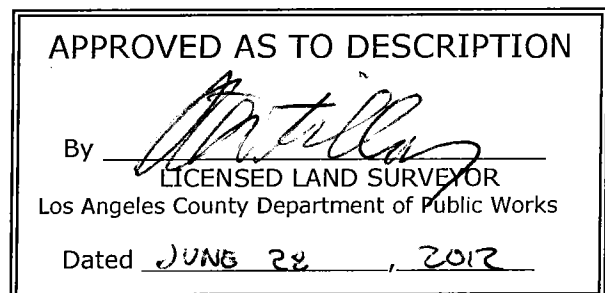 APPROVED AS TO DESCRIPTION
By
LICENSED LAND SURVEYOR
Los Angeles County Department of Public Works
Dated JUNE 28, 2012